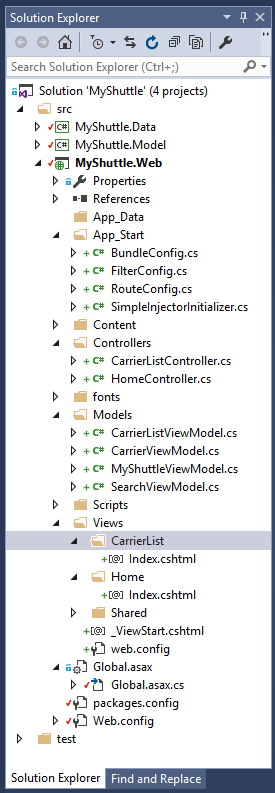 Solution Explorer
Search Solution Explorer (Ctrl+;)
Solution 'MyShuttle' (4 projects)
src
MyShuttle.Data
MyShuttle.Model
MyShuttle.Web
Properties
References
App_Data
App_Start
BundleConfig.cs
FilterConfig.cs
RouteConfig.cs
SimpleInjectorInitializer.cs
Content
Controllers
CarrierListController.cs
HomeController.cs
fonts
Models
CarrierListViewModel.cs
CarrierViewModel.cs
MyShuttleViewModel.cs
SearchViewModel.cs
Scripts
Views
CarrierList
Index.cshtml
Home
Index.cshtml
Shared
_ViewStart.cshtml
web.config
Global.asax
Global.asax.cs
packages.config
Web.config
test
Solution Explorer Find and Replace